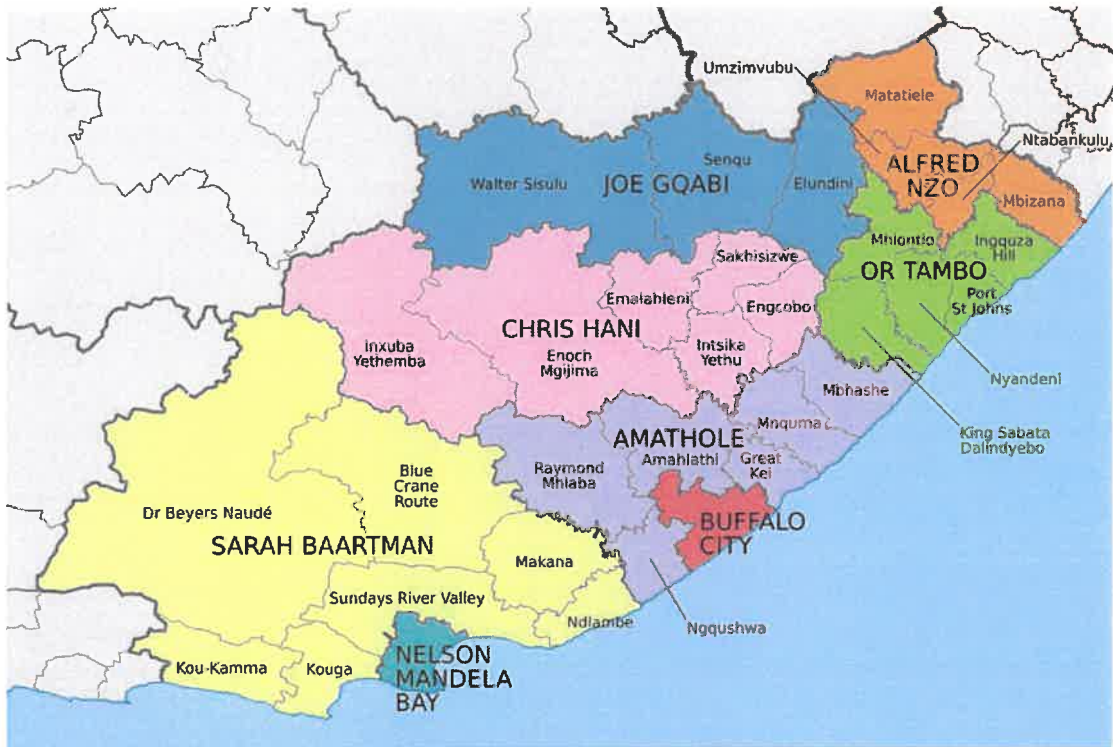 Umzimvubu
Matatiele
Ntabankulu
ALFRED
NZO
Mbizana
Walter Sisulu
JOE GQABI
Senqu
Elundini
Mhlontlo
Ingquza
Hill
OR TAMBO
Port
St Johns
Nyandeni
King Sabata
Dalindyebo
Sakhisizwe
Emalahleni
Engcobo
CHRIS HANI
Inxuba
Yethemba
Enoch
Mgijima
Intsika
Yethu
Mbhashe
Mnquma
AMATHOLE
Amahlathi
Great
Kei
Raymond
Mhlaba
BUFFALO
CITY
Ngqushwa
Blue
Crane
Route
Dr Beyers Naudé
SARAH BAARTMAN
Makana
Sundays River Valley
Ndlambe
Kou-Kamma
Kouga
NELSON
MANDELA
BAY